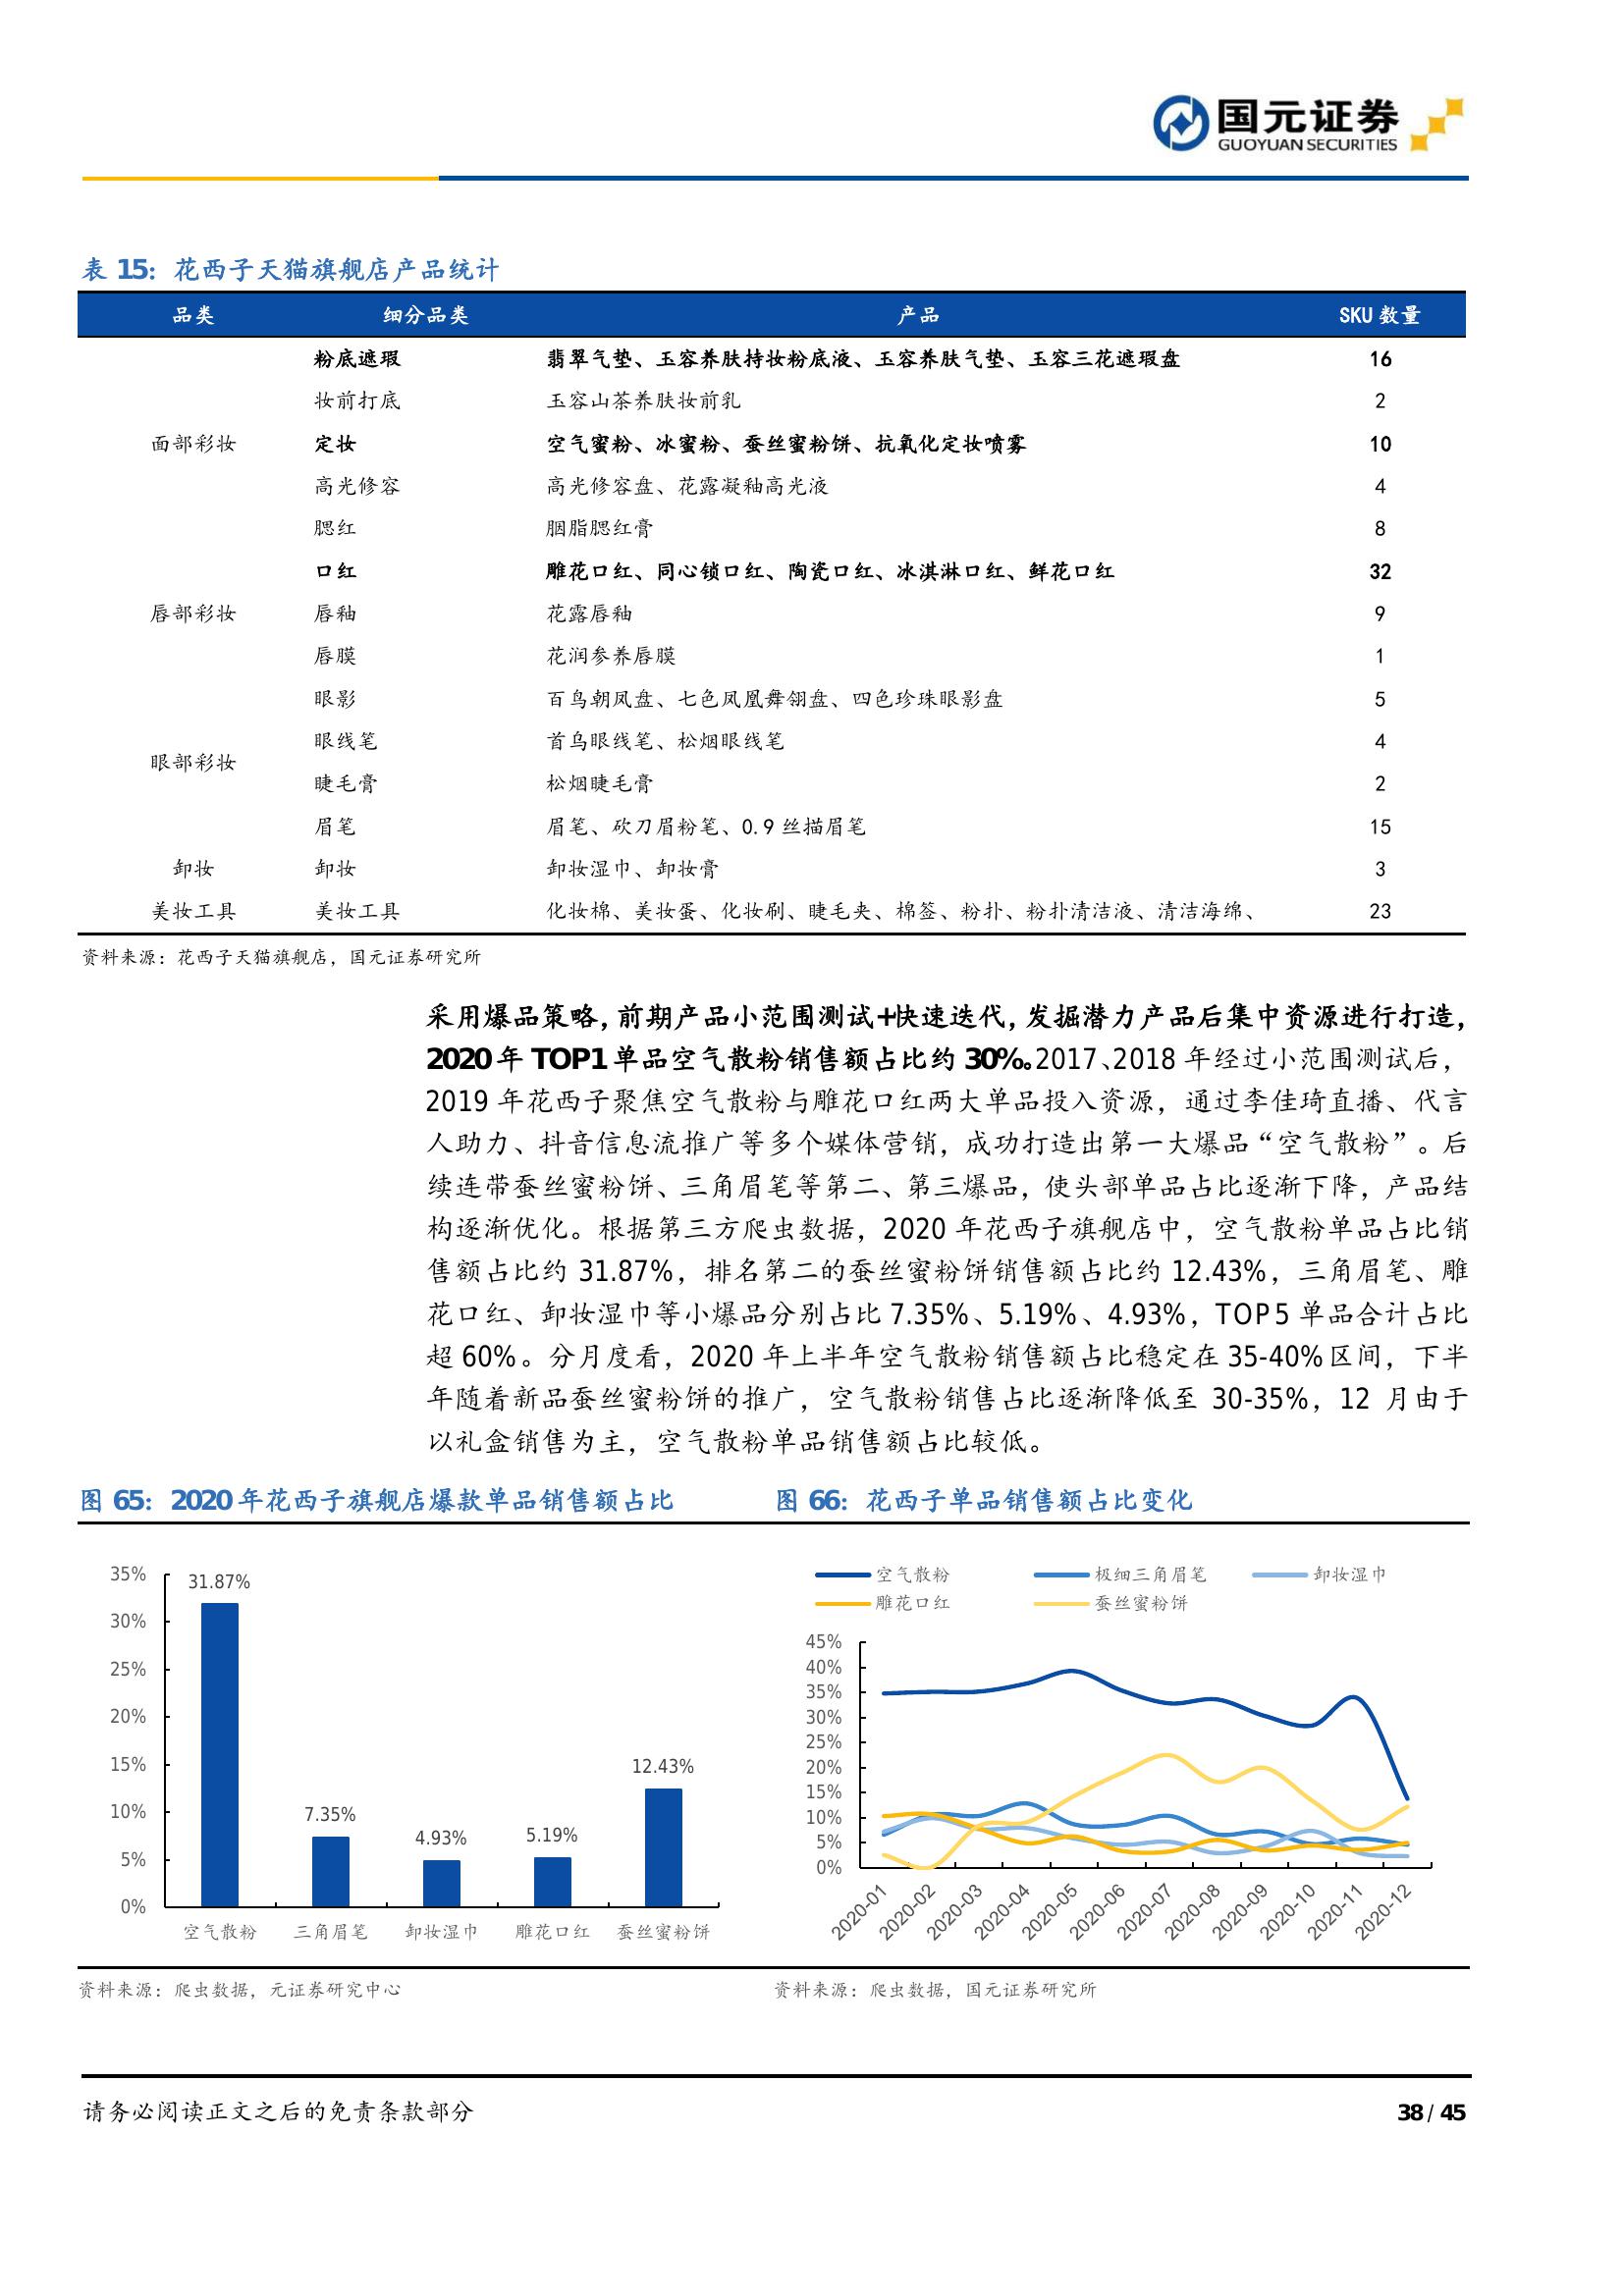 国元证券
GUOYUAN SECURITIES
表 15：花西子天猫旗舰店产品统计
品类 细分品类 产品 SKU 数量
粉底遮瑕 翡翠气垫、玉容养肤持妆粉底液、玉容养肤气垫、玉容三花遮瑕盘 16
妆前打底 玉容山茶养肤妆前乳 2
面部彩妆 定妆 空气蜜粉、冰蜜粉、蚕丝蜜粉饼、抗氧化定妆喷雾 10
高光修容 高光修容盘、花露凝釉高光液 4
腮红 胭脂腮红膏 8
口红 雕花口红、同心锁口红、陶瓷口红、冰淇淋口红、鲜花口红 32
唇部彩妆 唇釉 花露唇釉 9
唇膜 花润参养唇膜 1
眼影 百鸟朝凤盘、七色凤凰舞翎盘、四色珍珠眼影盘 5
眼线笔 首乌眼线笔、松烟眼线笔 4
眼部彩妆
睫毛膏 松烟睫毛膏 2
眉笔 眉笔、砍刀眉粉笔、0.9 丝描眉笔 15
卸妆 卸妆 卸妆湿巾、卸妆膏 3
美妆工具 美妆工具 化妆棉、美妆蛋、化妆刷、睫毛夹、棉签、粉扑、粉扑清洁液、清洁海绵、 23
资料来源：花西子天猫旗舰店，国元证券研究所
采用爆品策略，前期产品小范围测试+快速迭代，发掘潜力产品后集中资源进行打造，
2020 年 TOP1 单品空气散粉销售额占比约 30%。2017、2018 年经过小范围测试后，
2019 年花西子聚焦空气散粉与雕花口红两大单品投入资源，通过李佳琦直播、代言
人助力、抖音信息流推广等多个媒体营销，成功打造出第一大爆品“空气散粉”。后
续连带蚕丝蜜粉饼、三角眉笔等第二、第三爆品，使头部单品占比逐渐下降，产品结
构逐渐优化。根据第三方爬虫数据，2020 年花西子旗舰店中，空气散粉单品占比销
售额占比约 31.87%，排名第二的蚕丝蜜粉饼销售额占比约 12.43%，三角眉笔、雕
花口红、卸妆湿巾等小爆品分别占比 7.35%、5.19%、4.93%，TOP5 单品合计占比
超 60%。分月度看，2020 年上半年空气散粉销售额占比稳定在 35-40%区间，下半
年随着新品蚕丝蜜粉饼的推广，空气散粉销售占比逐渐降低至 30-35%，12 月由于
以礼盒销售为主，空气散粉单品销售额占比较低。
图 65：2020 年花西子旗舰店爆款单品销售额占比
35%
30%
25%
20%
15%
10%
5%
0%
31.87%
7.35%
4.93%
5.19%
12.43%
空气散粉 三角眉笔 卸妆湿巾 雕花口红 蚕丝蜜粉饼
资料来源：爬虫数据，元证券研究中心
图 66：花西子单品销售额占比变化
空气散粉 极细三角眉笔 卸妆湿巾
雕花口红 蚕丝蜜粉饼
45%
40%
35%
30%
25%
20%
15%
10%
5%
0%
2020-01 2020-02 2020-03 2020-04 2020-05 2020-06 2020-07 2020-08 2020-09 2020-10 2020-11 2020-12
资料来源：爬虫数据，国元证券研究所
请务必阅读正文之后的免责条款部分 38 / 45